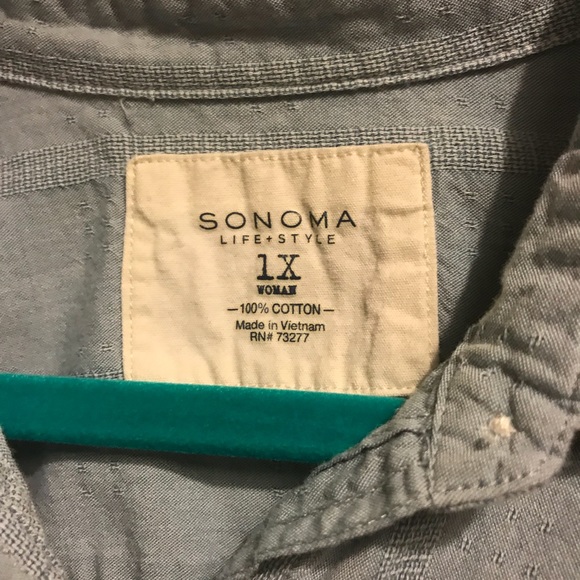 SONOMA
LIFE+STYLE
1X
WOMAN
—100% COTTON—
Made in Vietnam
RN# 73277